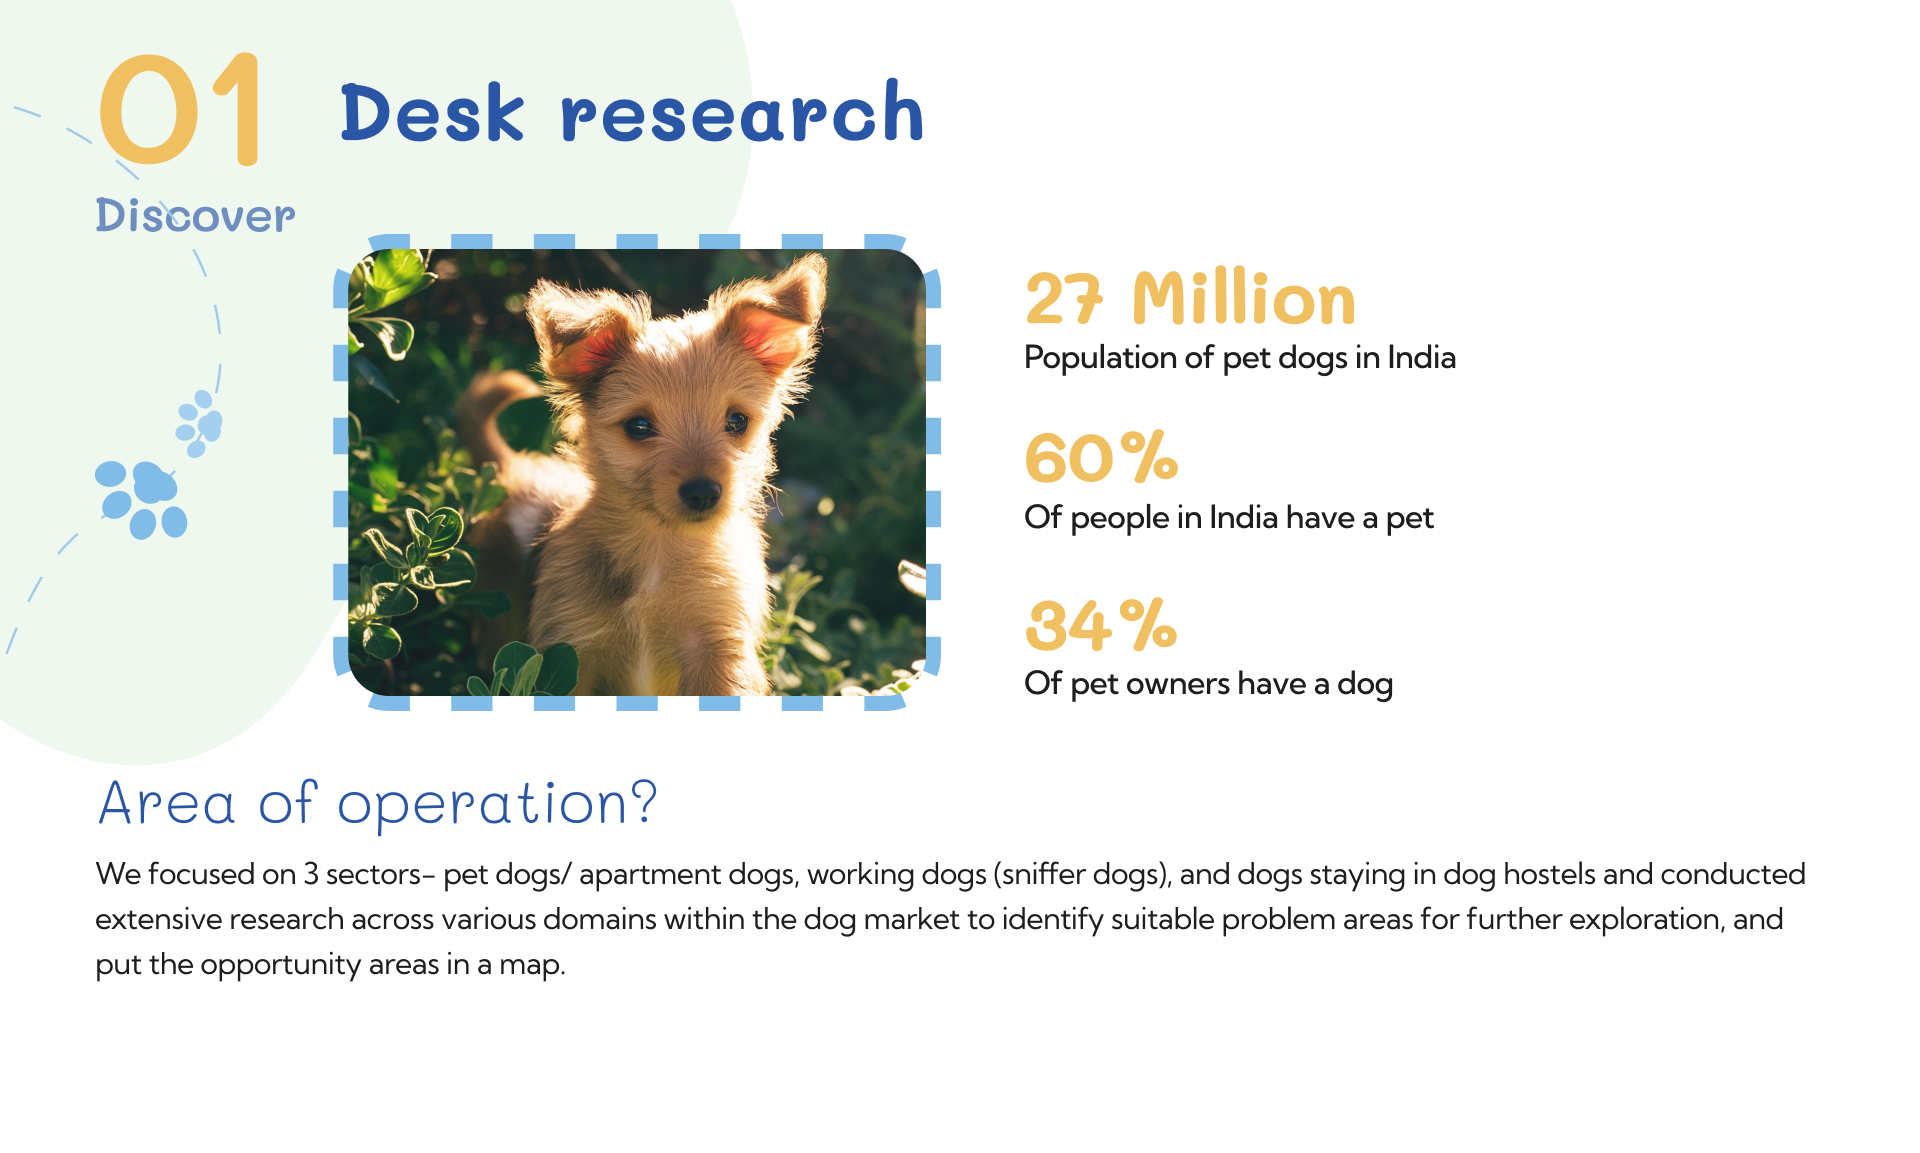 01
Discover
Desk research
27 Million
Population of pet dogs in India
60%
Of people in India have a pet
34%
Of pet owners have a dog
Area of operation?
We focused on 3 sectors– pet dogs/ apartment dogs, working dogs (sniffer dogs), and dogs staying in dog hostels and conducted
extensive research across various domains within the dog market to identify suitable problem areas for further exploration, and
put the opportunity areas in a map.